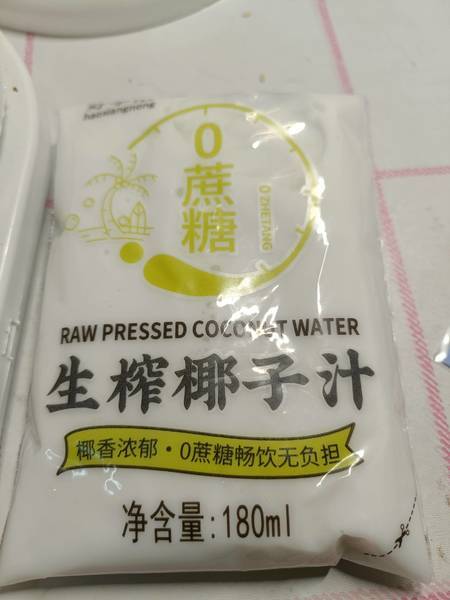 haoxiangneng
0
蔗
糖
0 ZHETANG
RAW PRESSED COCONUT WATER
生榨椰子汁
椰香浓郁·0蔗糖畅饮无负担
净含量:180ml